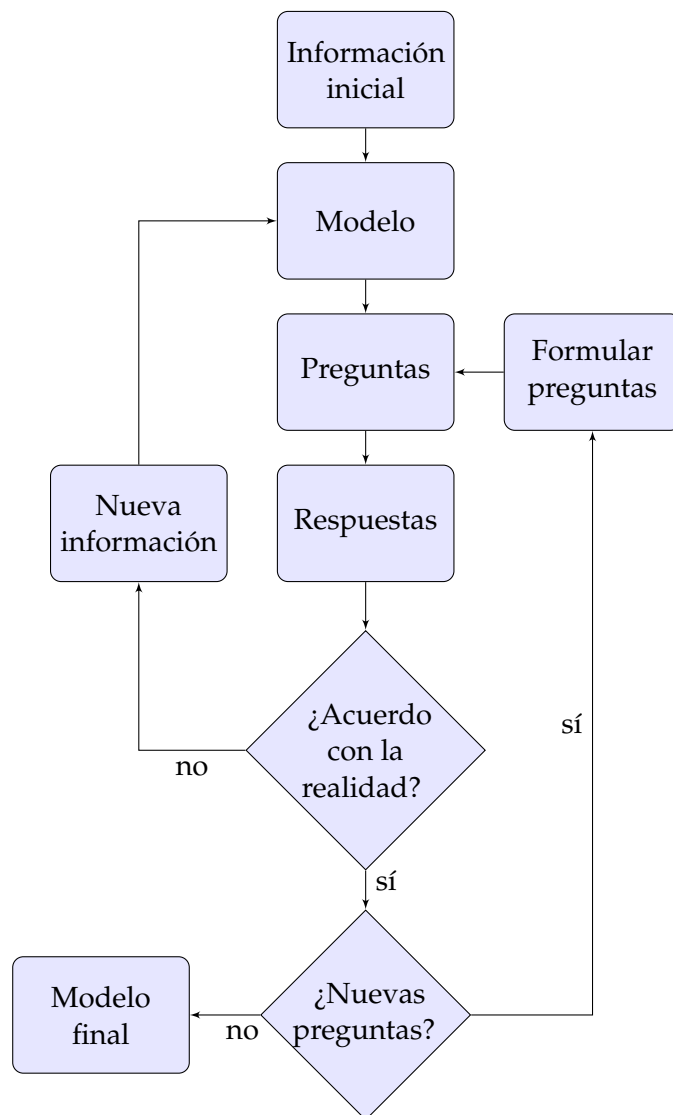 Información
inicial
Modelo
Preguntas
Formular
preguntas
Nueva
información
Respuestas
¿Acuerdo
con la
realidad?
no
sí
sí
Modelo
final
no
¿Nuevas
preguntas?